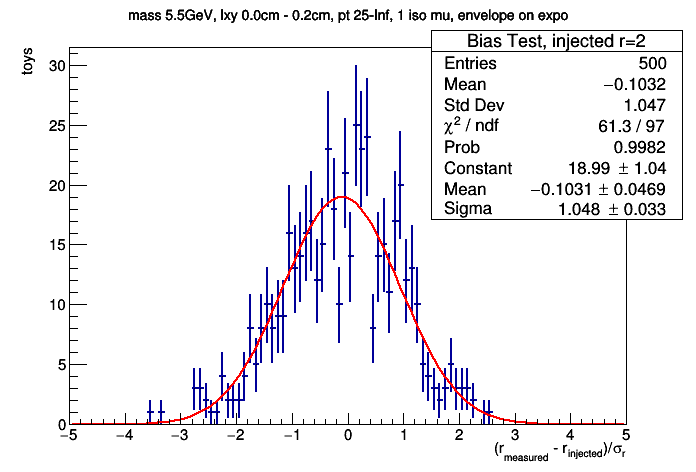 mass 5.5GeV, lxy 0.0cm - 0.2cm, pt 25-Inf, 1 iso mu, envelope on expo
toys
Bias Test, injected r=2
Entries 500
Mean −0.1032
Std Dev 1.047
χ² / ndf 61.3 / 97
Prob 0.9982
Constant 18.99 ± 1.04
Mean −0.1031 ± 0.0469
Sigma 1.048 ± 0.033
30
25
20
15
10
5
0
−5 −4 −3 −2 −1 0 1 2 3 4 5
(r_measured - r_injected)/σ_r